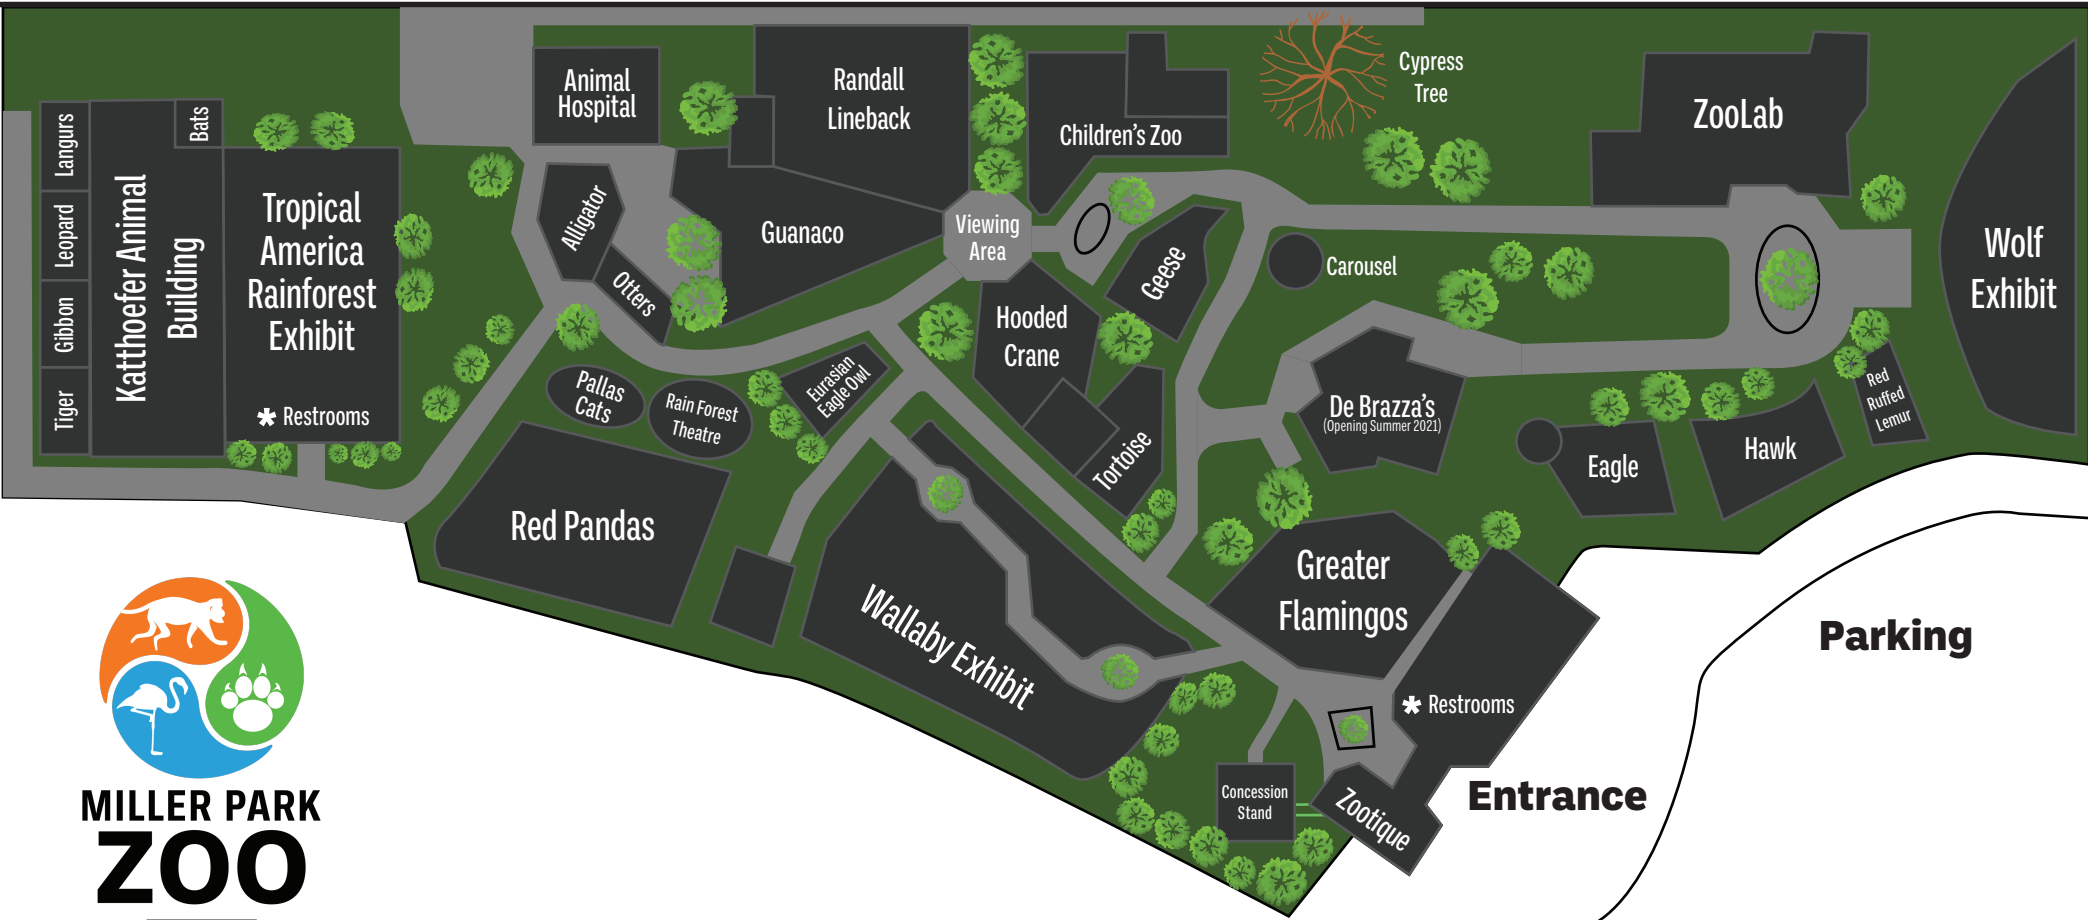 Langurs
Leopard
Gibbon
Tiger
Katthoefer Animal
Building
Bats
Tropical
America
Rainforest
Exhibit
* Restrooms
Animal
Hospital
Alligator
Otters
Randall
Lineback
Guanaco
Viewing
Area
Children's Zoo
Geese
Hooded
Crane
Tortoise
Pallas
Cats
Rain Forest
Theatre
Eurasian
Eagle Owl
Red Pandas
Wallaby Exhibit
Cypress
Tree
Carousel
ZooLab
Wolf
Exhibit
De Brazza's
(Opening Summer 2021)
Eagle
Hawk
Red
Ruffed
Lemur
Greater
Flamingos
* Restrooms
Concession
Stand
Zootique
Entrance
Parking
MILLER PARK
ZOO